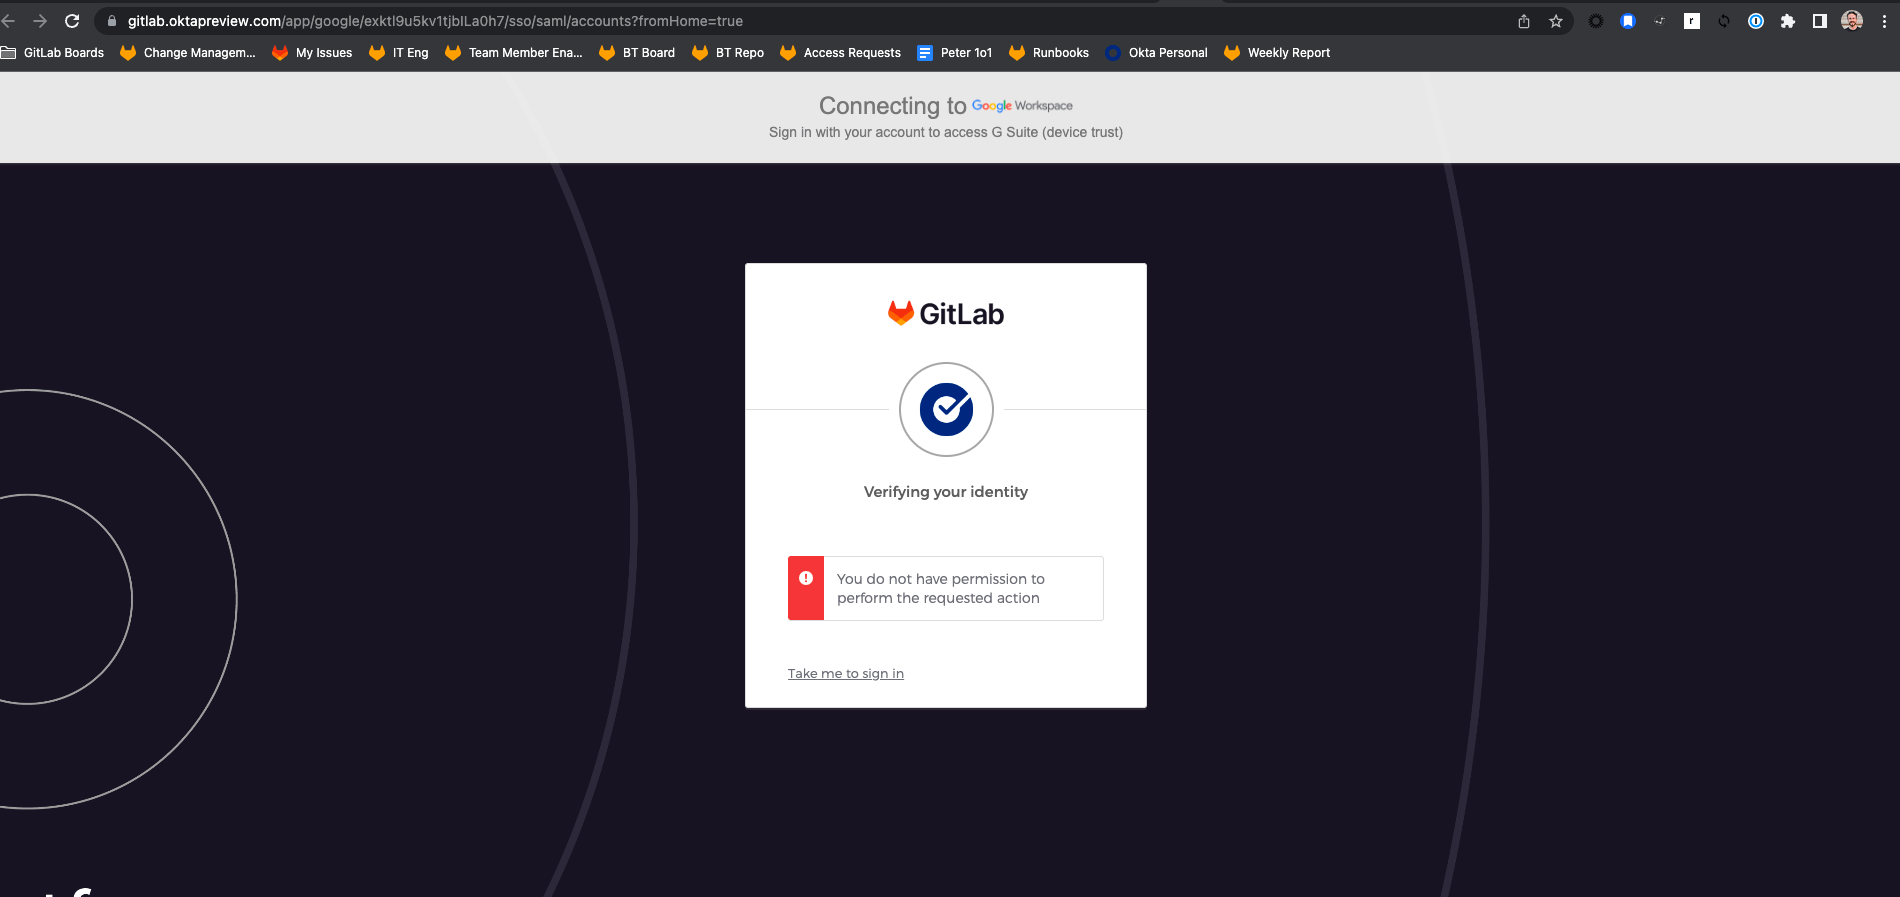 gitlab.oktapreview.com/app/google/exktl9u5kv1tjblLa0h7/sso/saml/accounts?fromHome=true
GitLab Boards Change Managem... My Issues IT Eng Team Member Ena... BT Board BT Repo Access Requests Peter 1o1 Runbooks Okta Personal Weekly Report
Connecting to Google Workspace
Sign in with your account to access G Suite (device trust)
GitLab
Verifying your identity
You do not have permission to
perform the requested action
Take me to sign in